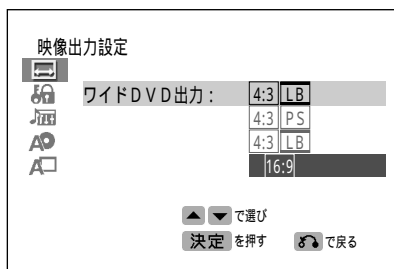 映像出力設定
ワイドDVD出力： 4:3 LB
4:3 PS
4:3 LB
16:9
▲ ▼ で選び
決定 を押す で戻る